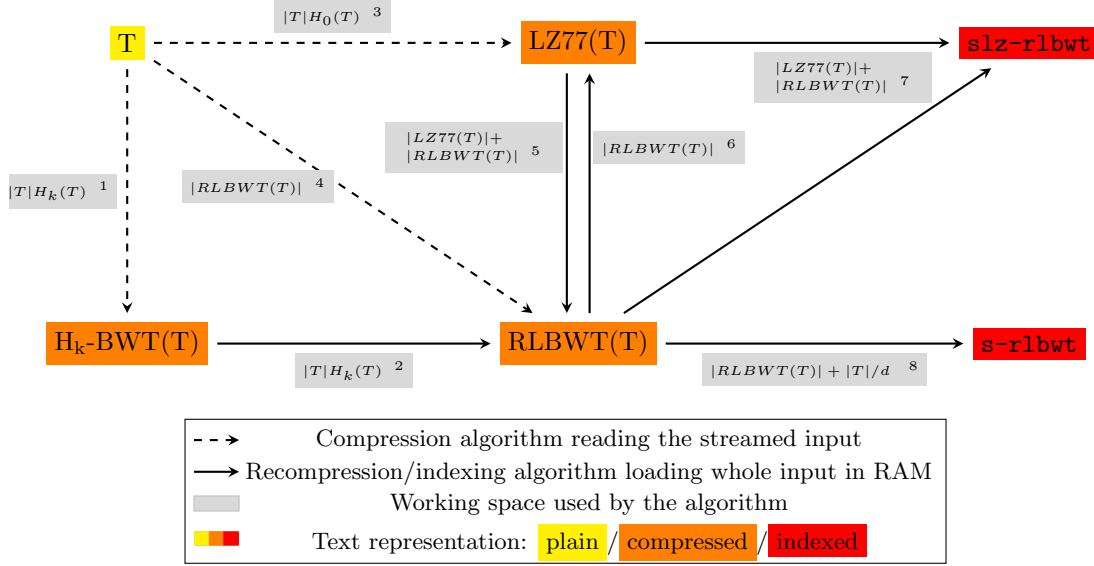 |T|H₀(T) ³
T
LZ77(T)
slz-rlbwt
|LZ77(T)|+
|RLBWT(T)| ⁷
|LZ77(T)|+
|RLBWT(T)| ⁵
|RLBWT(T)| ⁶
|T|Hₖ(T) ¹
|RLBWT(T)| ⁴
Hₖ-BWT(T)
RLBWT(T)
s-rlbwt
|T|Hₖ(T) ²
|RLBWT(T)| + |T|/d ⁸
Compression algorithm reading the streamed input
Recompression/indexing algorithm loading whole input in RAM
Working space used by the algorithm
Text representation: plain/compressed/indexed